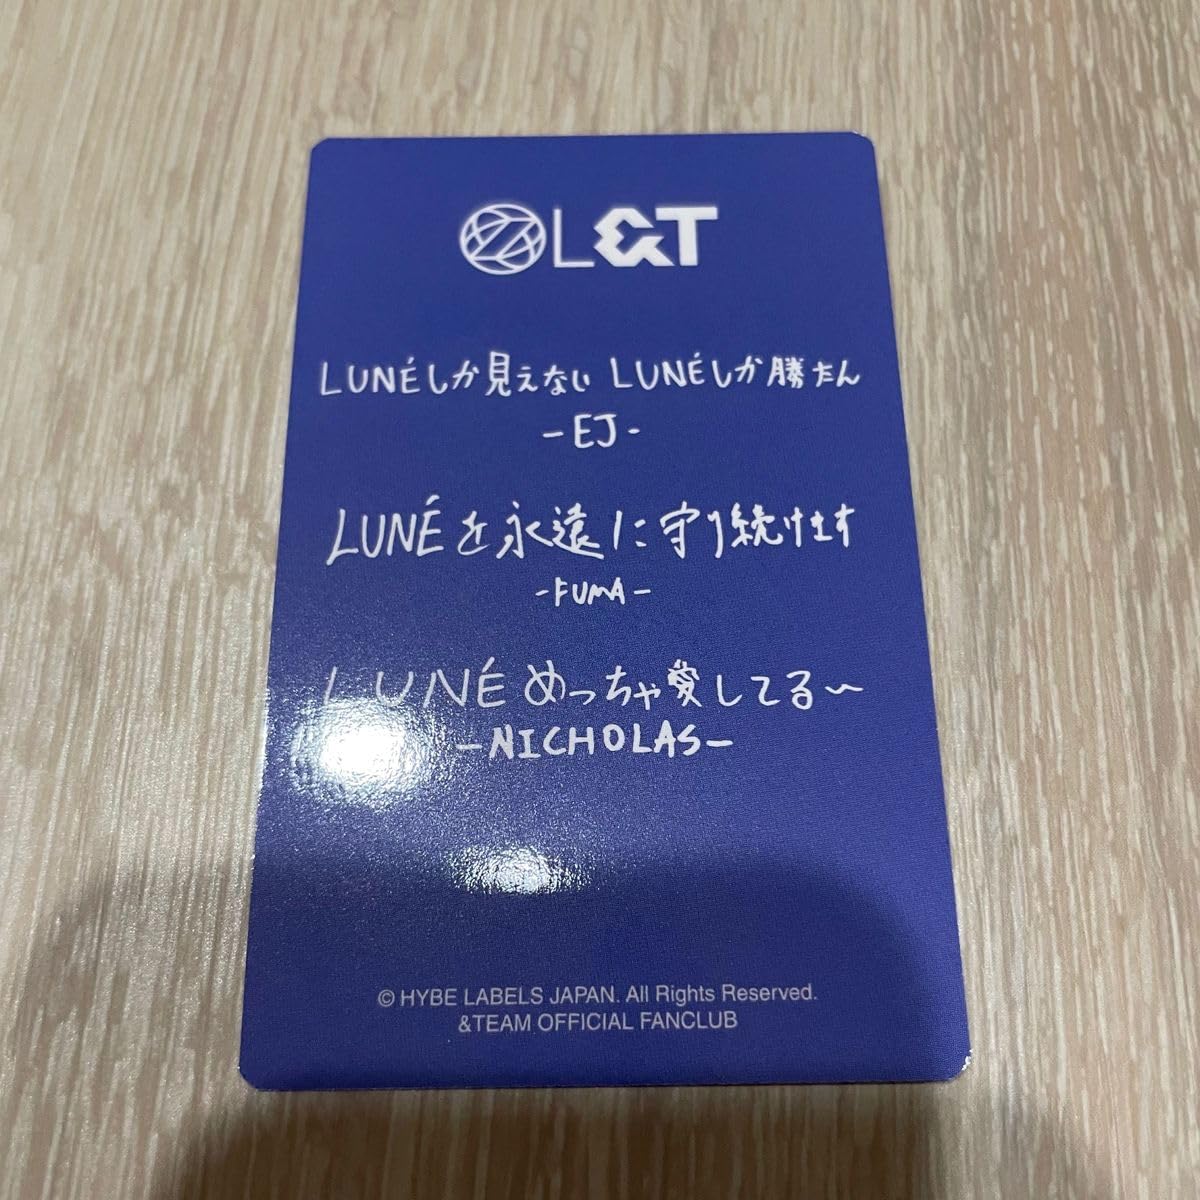 L&T
LUNÉしか見えない LUNÉしか勝たん
-EJ-
LUNÉを永遠に守り続けます
-FUMA-
LUNÉめっちゃ愛してる〜
-NICHOLAS-
© HYBE LABELS JAPAN. All Rights Reserved.
&TEAM OFFICIAL FANCLUB